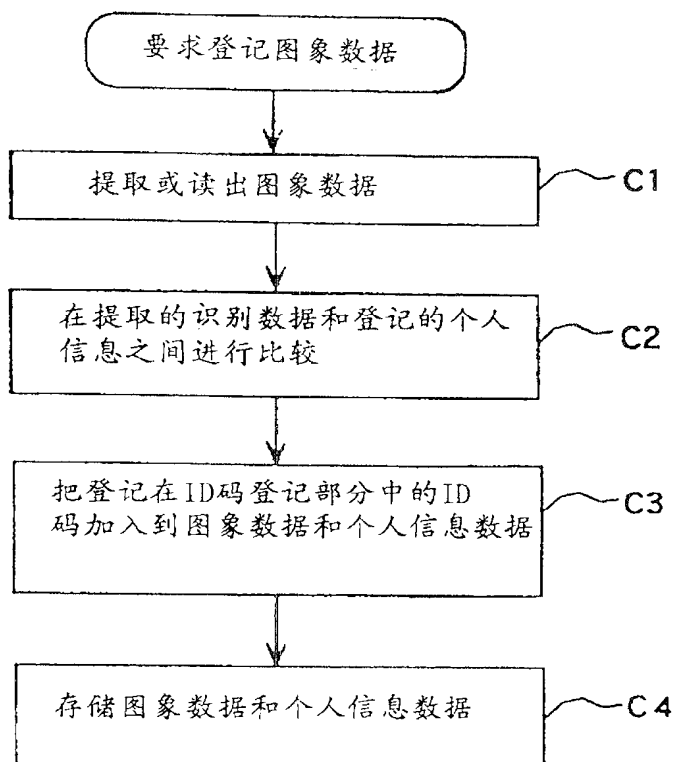 要求登记图象数据
提取或读出图象数据
C1
在提取的识别数据和登记的个人
信息之间进行比较
C2
把登记在ID码登记部分中的ID
码加入到图象数据和个人信息数据
C3
存储图象数据和个人信息数据
C4